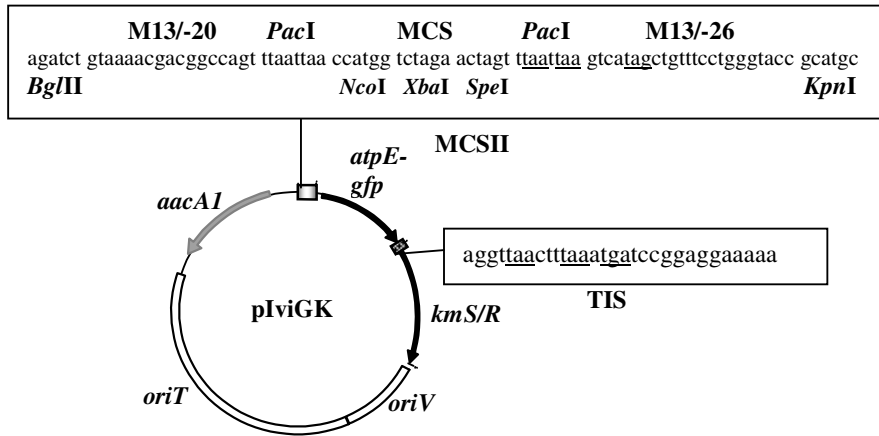 M13/-20 PacI MCS PacI M13/-26
agatct gtaaaacgacggccagt ttaattaa ccatgg tctaga actagt ttaattaa gtcatagctgtttcctgggtacc gcatgc
BglII NcoI XbaI SpeI KpnI
MCSII
atpE-
gfp
aacA1
aggttaactttaaatgatccggaggaaaaa
TIS
pIviGK
kmS/R
oriT
oriV